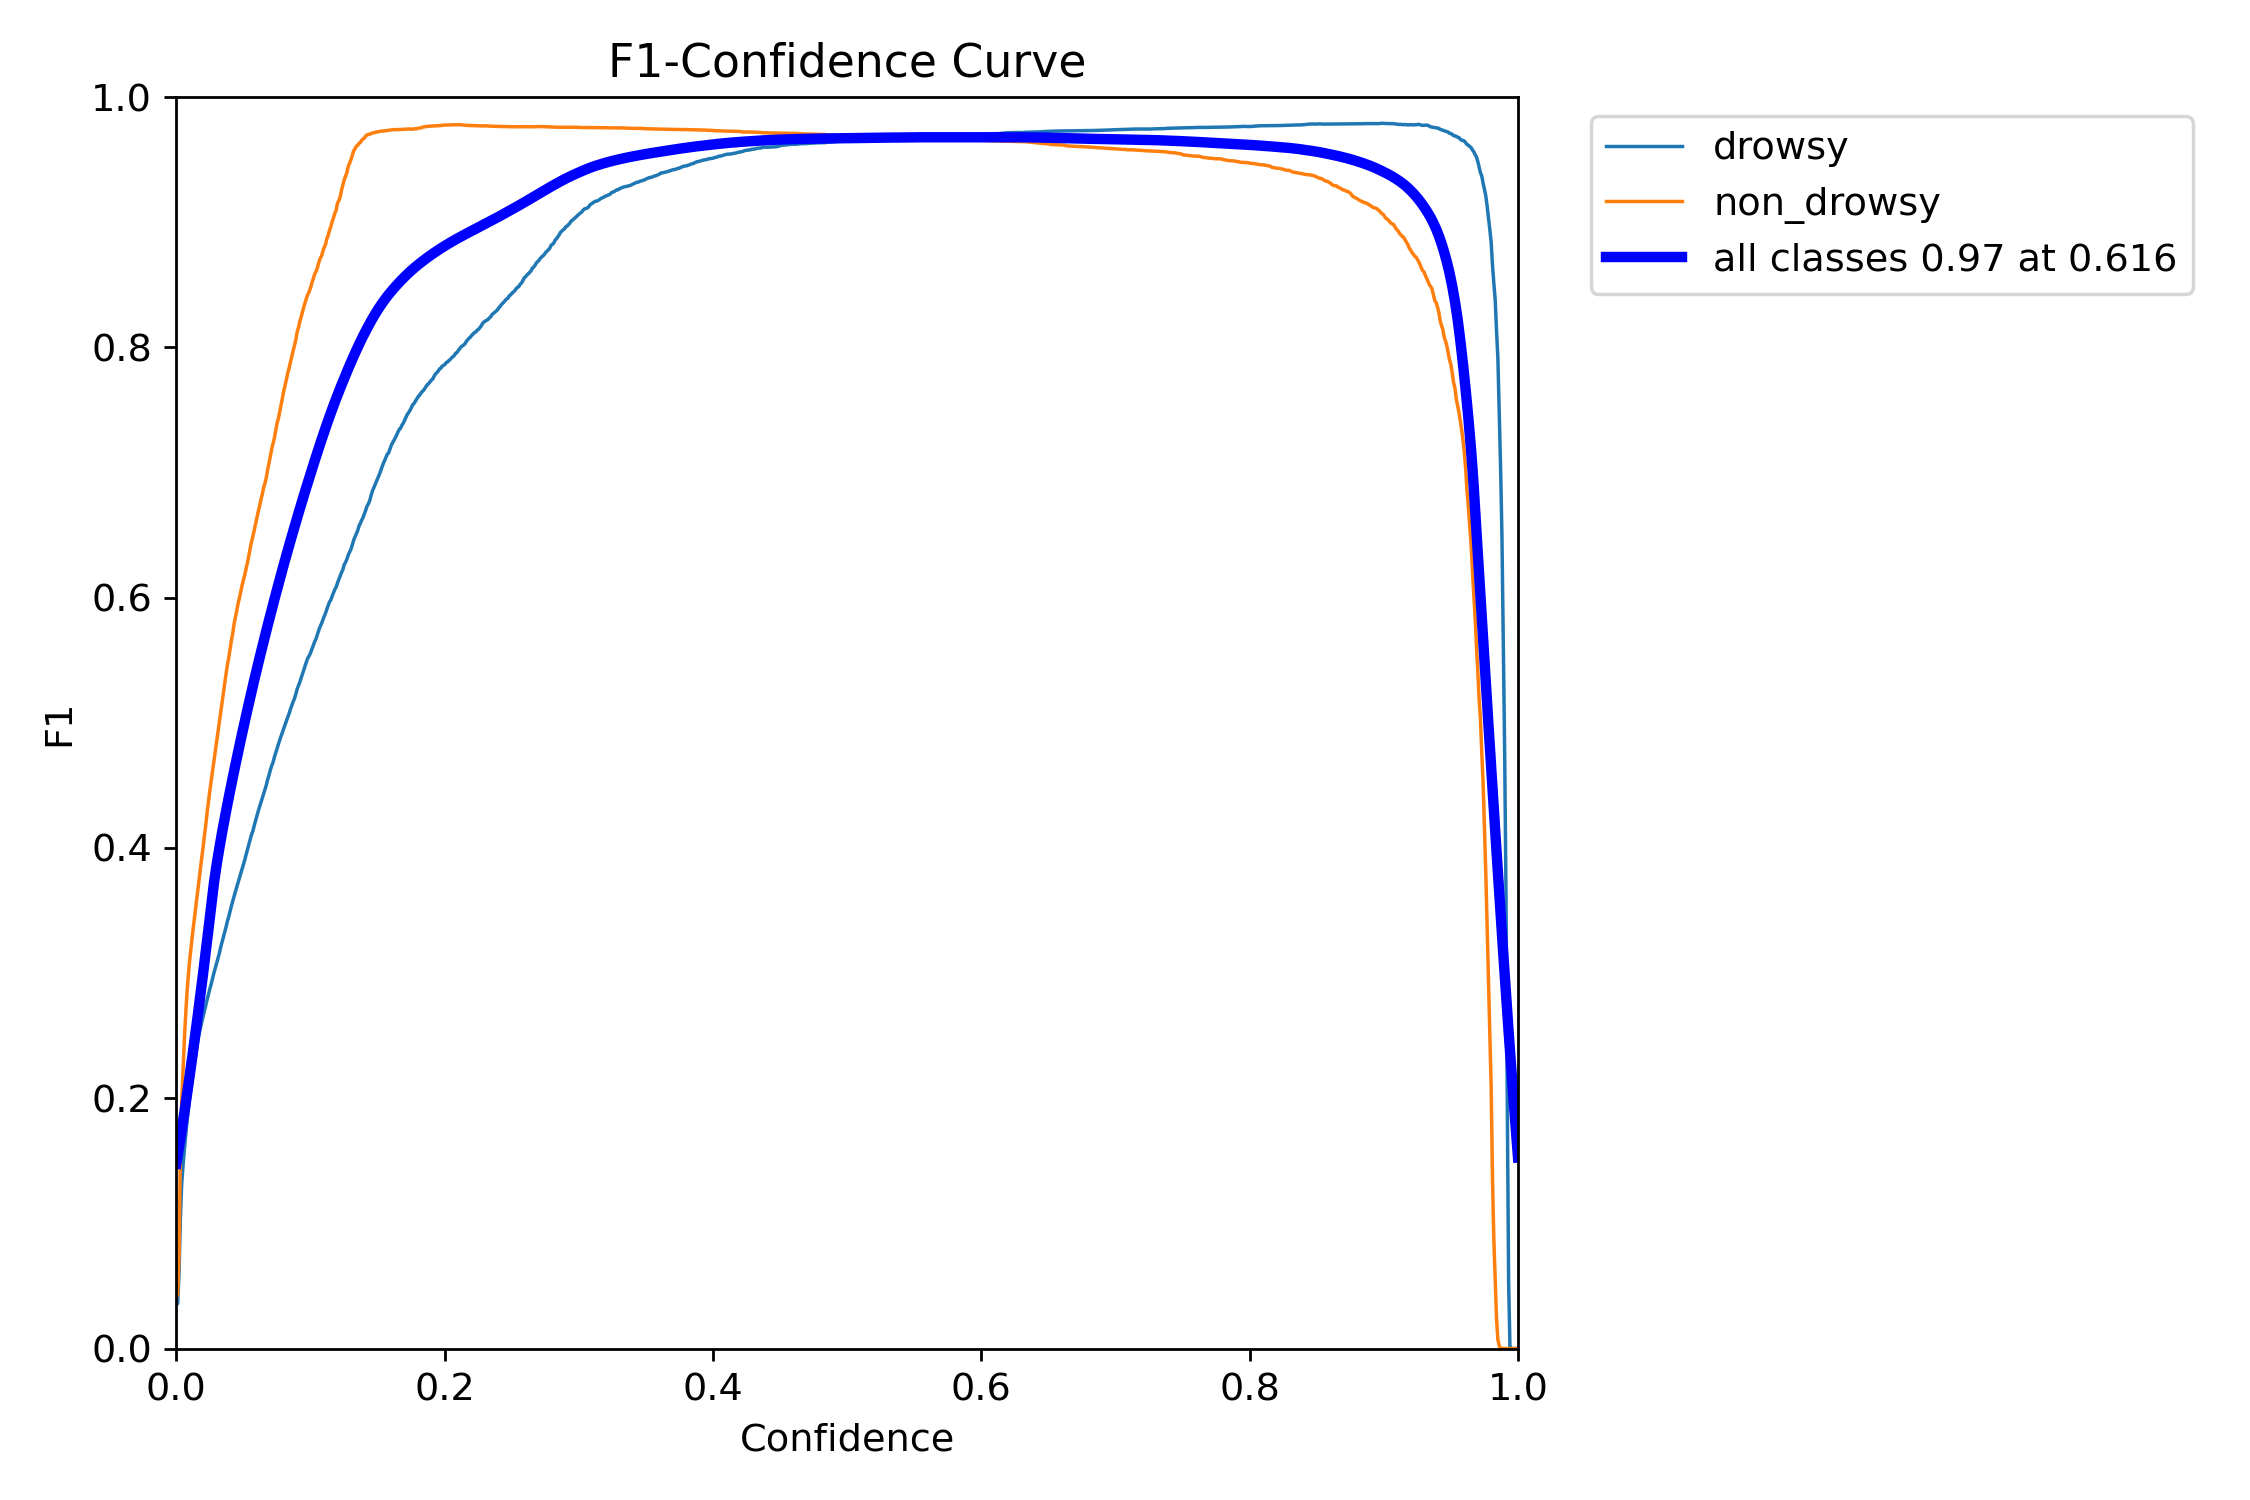 F1-Confidence Curve
1.0
0.8
0.6
0.4
0.2
0.0
F1
0.0 0.2 0.4 0.6 0.8 1.0
Confidence
drowsy
non_drowsy
all classes 0.97 at 0.616